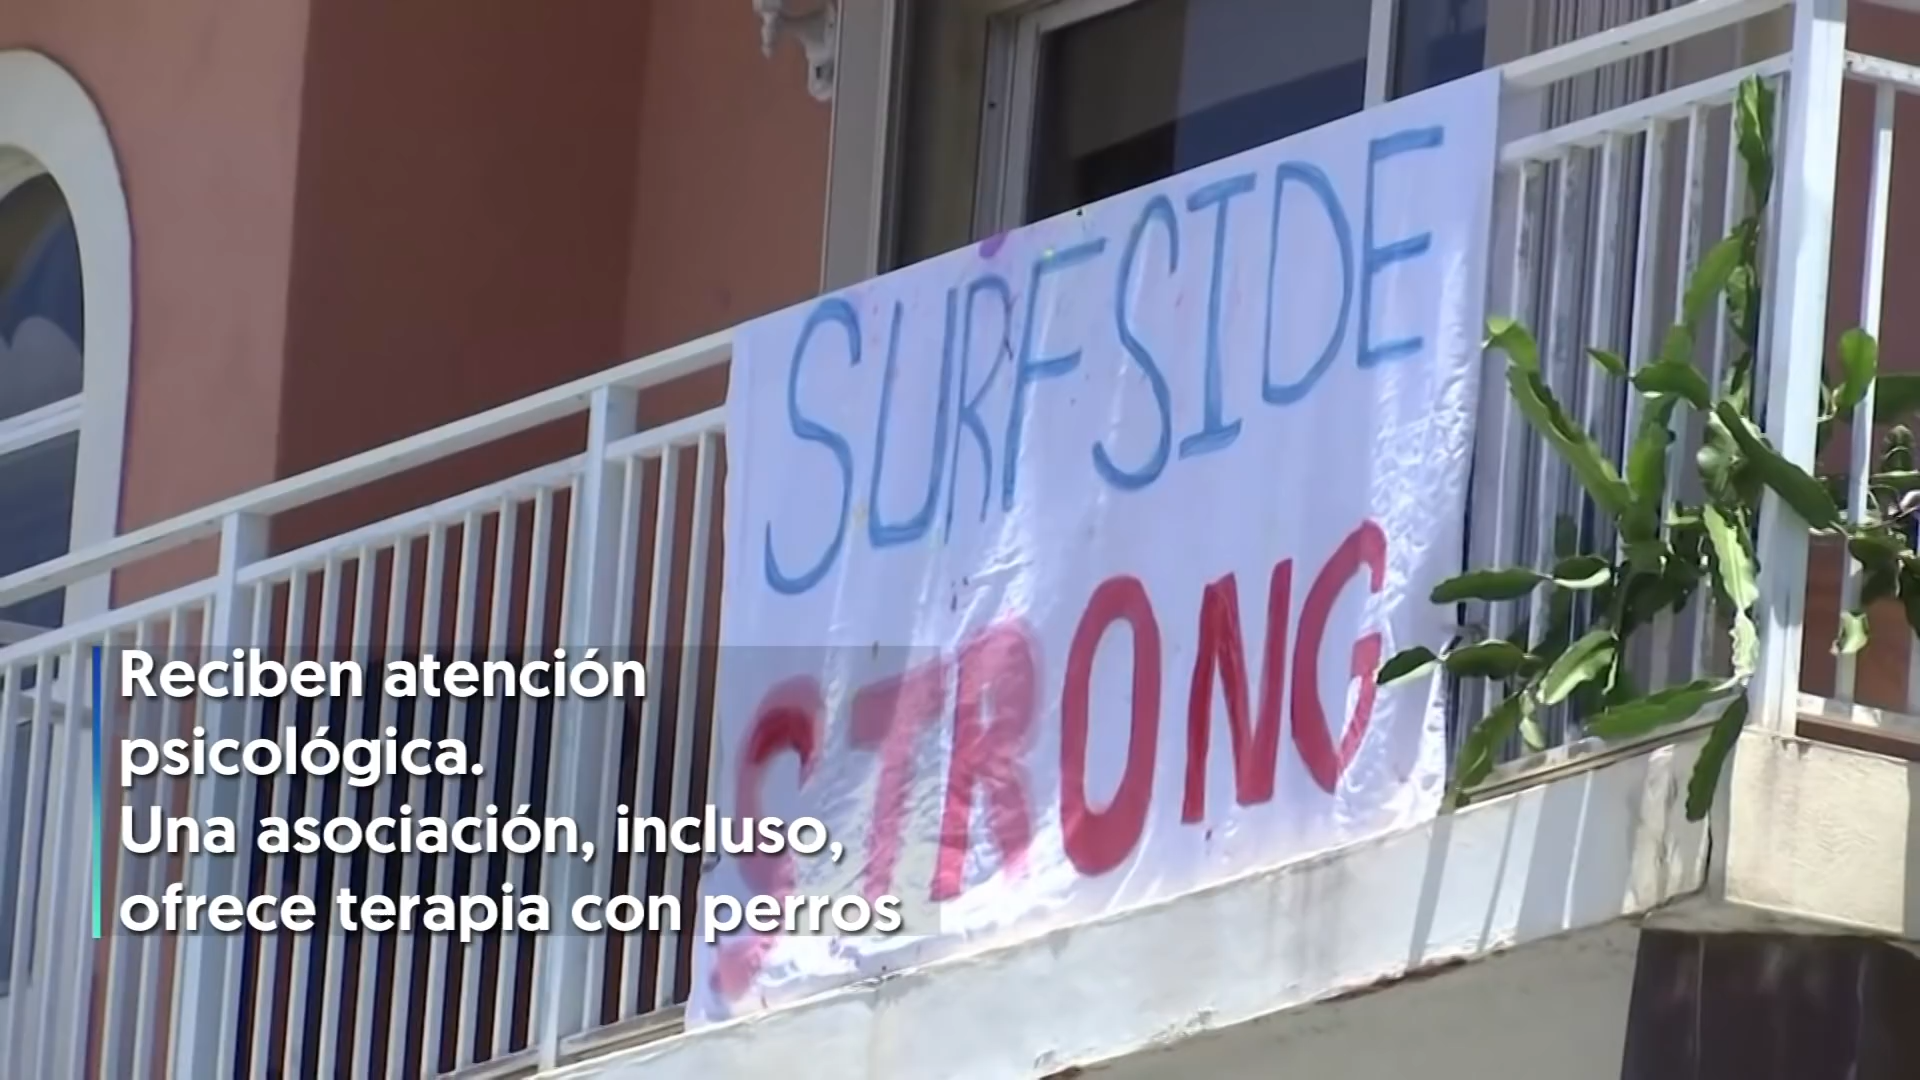 SURFSIDE
STRONG
Reciben atención
psicológica.
Una asociación, incluso,
ofrece terapia con perros